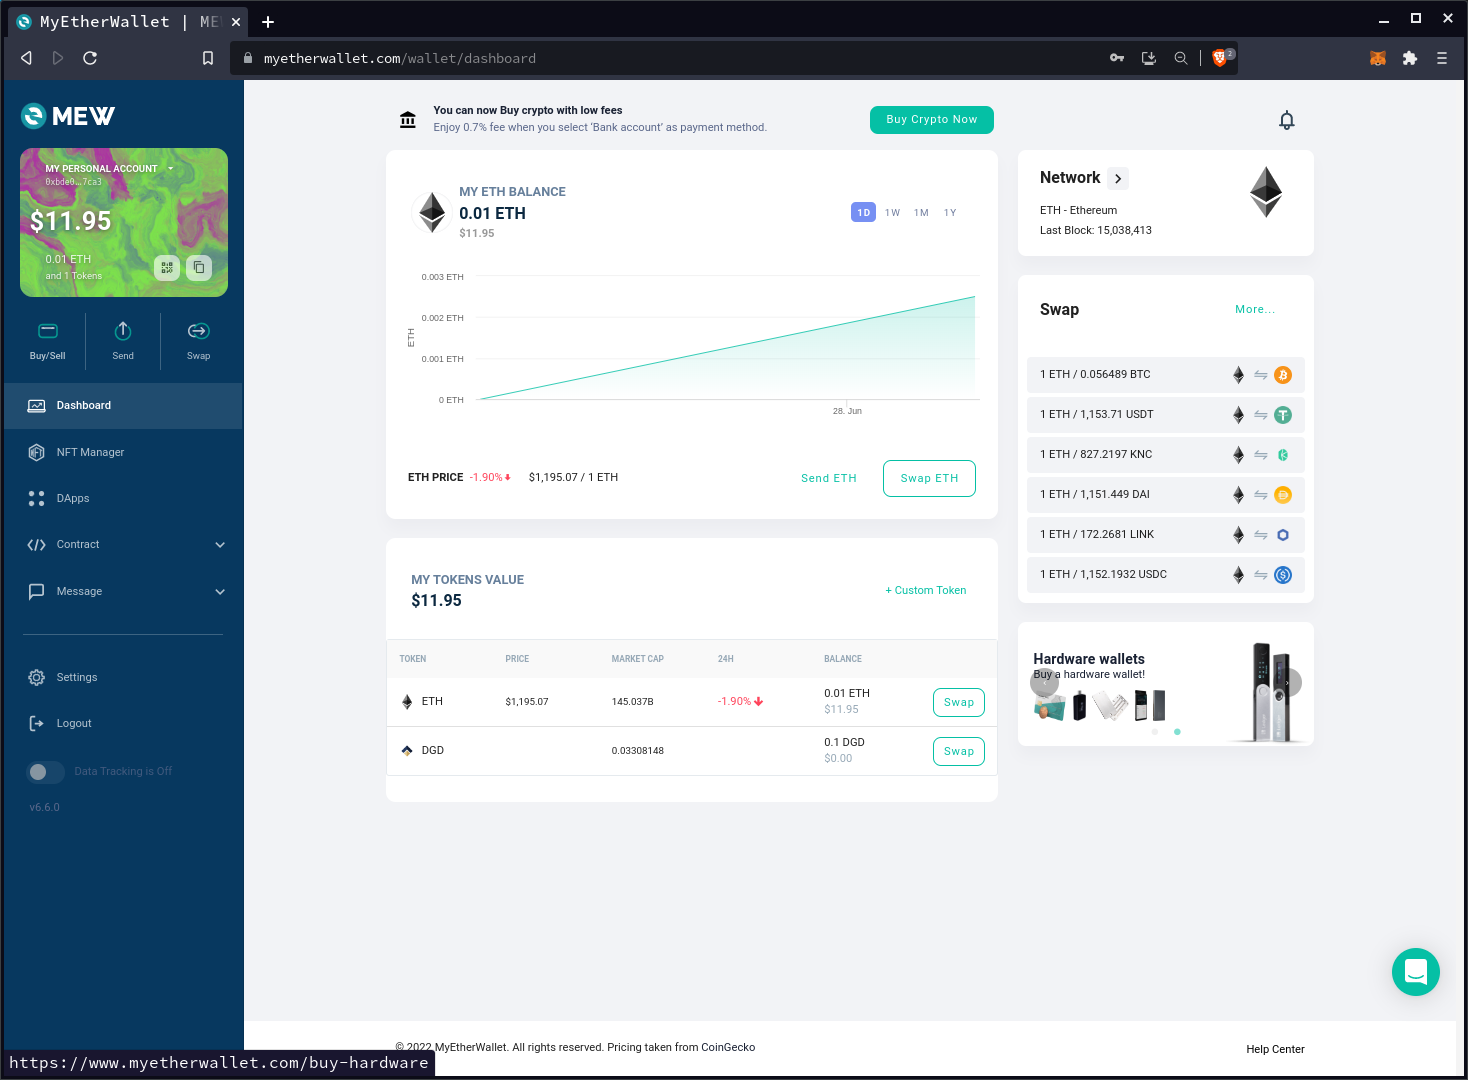 MyEtherWallet | ME
myetherwallet.com/wallet/dashboard
2
MEW
MY PERSONAL ACCOUNT
0xbde0...7ca3
$11.95
0.01 ETH
and 1 Tokens
Buy/Sell
Send
Swap
Dashboard
NFT Manager
DApps
Contract
Message
Settings
Logout
Data Tracking is Off
v6.6.0
You can now Buy crypto with low fees
Enjoy 0.7% fee when you select ‘Bank account’ as payment method.
Buy Crypto Now
MY ETH BALANCE
0.01 ETH
$11.95
1D 1W 1M 1Y
0.003 ETH
0.002 ETH
0.001 ETH
0 ETH
ETH
28. Jun
ETH PRICE -1.90% $1,195.07 / 1 ETH
Send ETH
Swap ETH
MY TOKENS VALUE
$11.95
+ Custom Token
TOKEN PRICE MARKET CAP 24H BALANCE
ETH $1,195.07 145.037B -1.90% 0.01 ETH
$11.95
Swap
DGD 0.03308148 0.1 DGD
$0.00
Swap
Network
ETH - Ethereum
Last Block: 15,038,413
Swap
More...
1 ETH / 0.056489 BTC
1 ETH / 1,153.71 USDT
1 ETH / 827.2197 KNC
1 ETH / 1,151.449 DAI
1 ETH / 172.2681 LINK
1 ETH / 1,152.1932 USDC
Hardware wallets
Buy a hardware wallet!
© 2022 MyEtherWallet. All rights reserved. Pricing taken from CoinGecko
Help Center
https://www.myetherwallet.com/buy-hardware